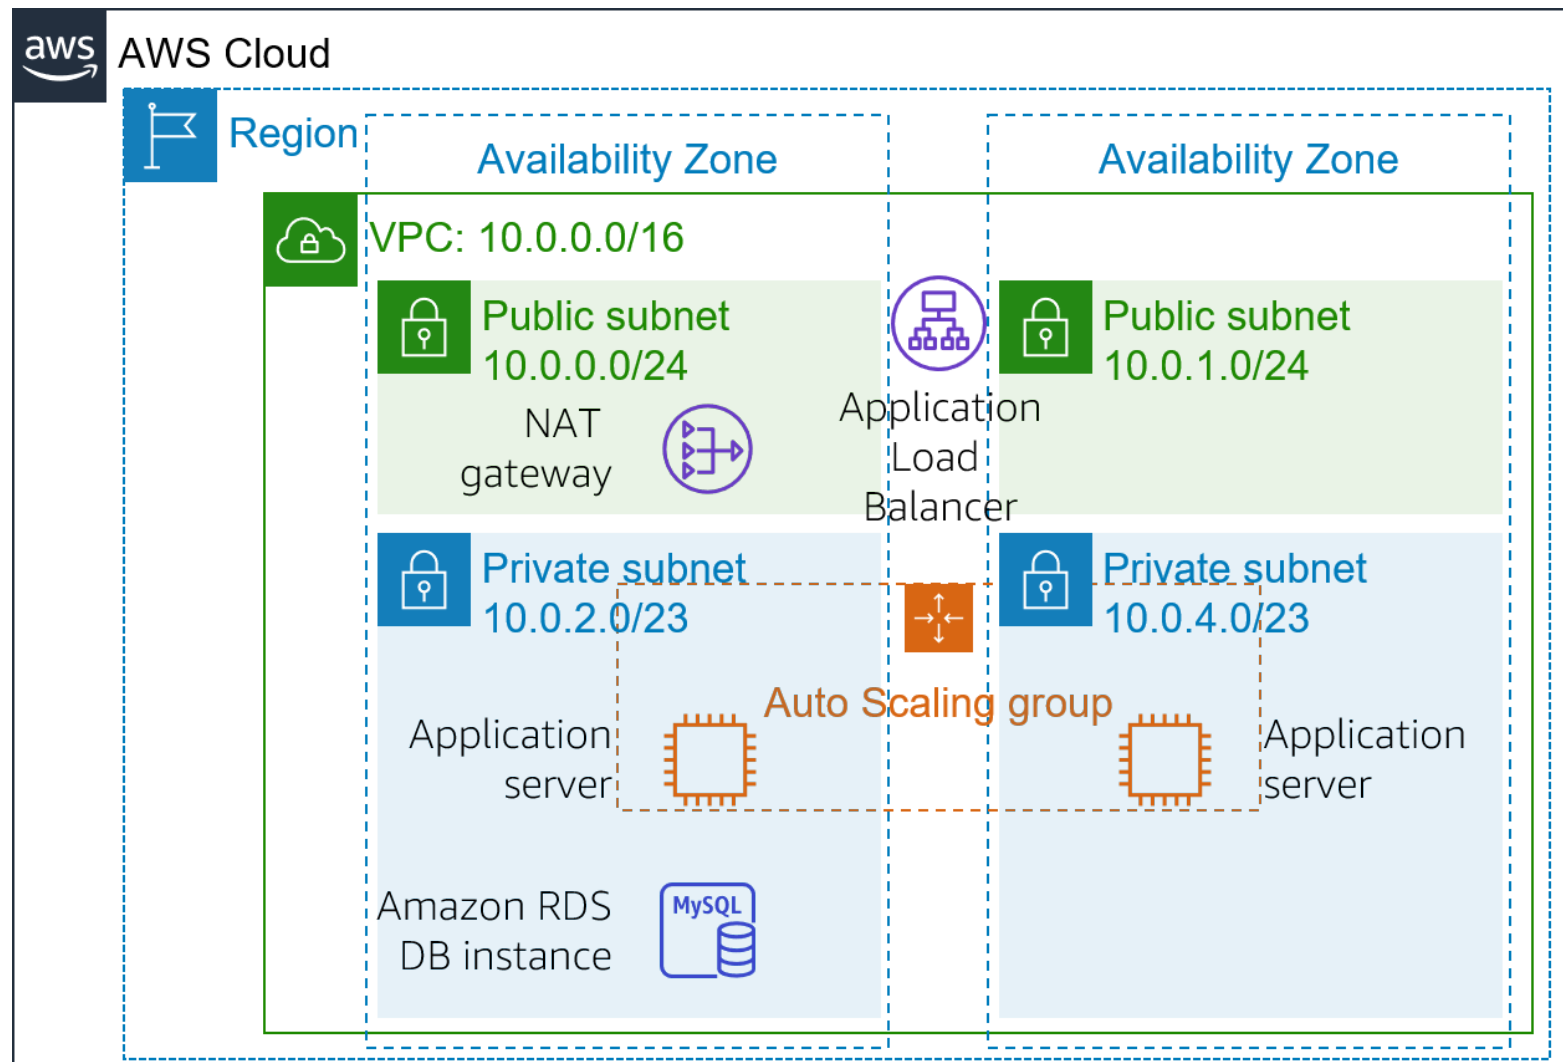 aws
AWS Cloud
Region
Availability Zone
Availability Zone
VPC: 10.0.0.0/16
Public subnet
10.0.0.0/24
Public subnet
10.0.1.0/24
NAT
gateway
Application
Load
Balancer
Private subnet
10.0.2.0/23
Private subnet
10.0.4.0/23
Auto Scaling group
Application
server
Application
server
Amazon RDS
DB instance
MySQL